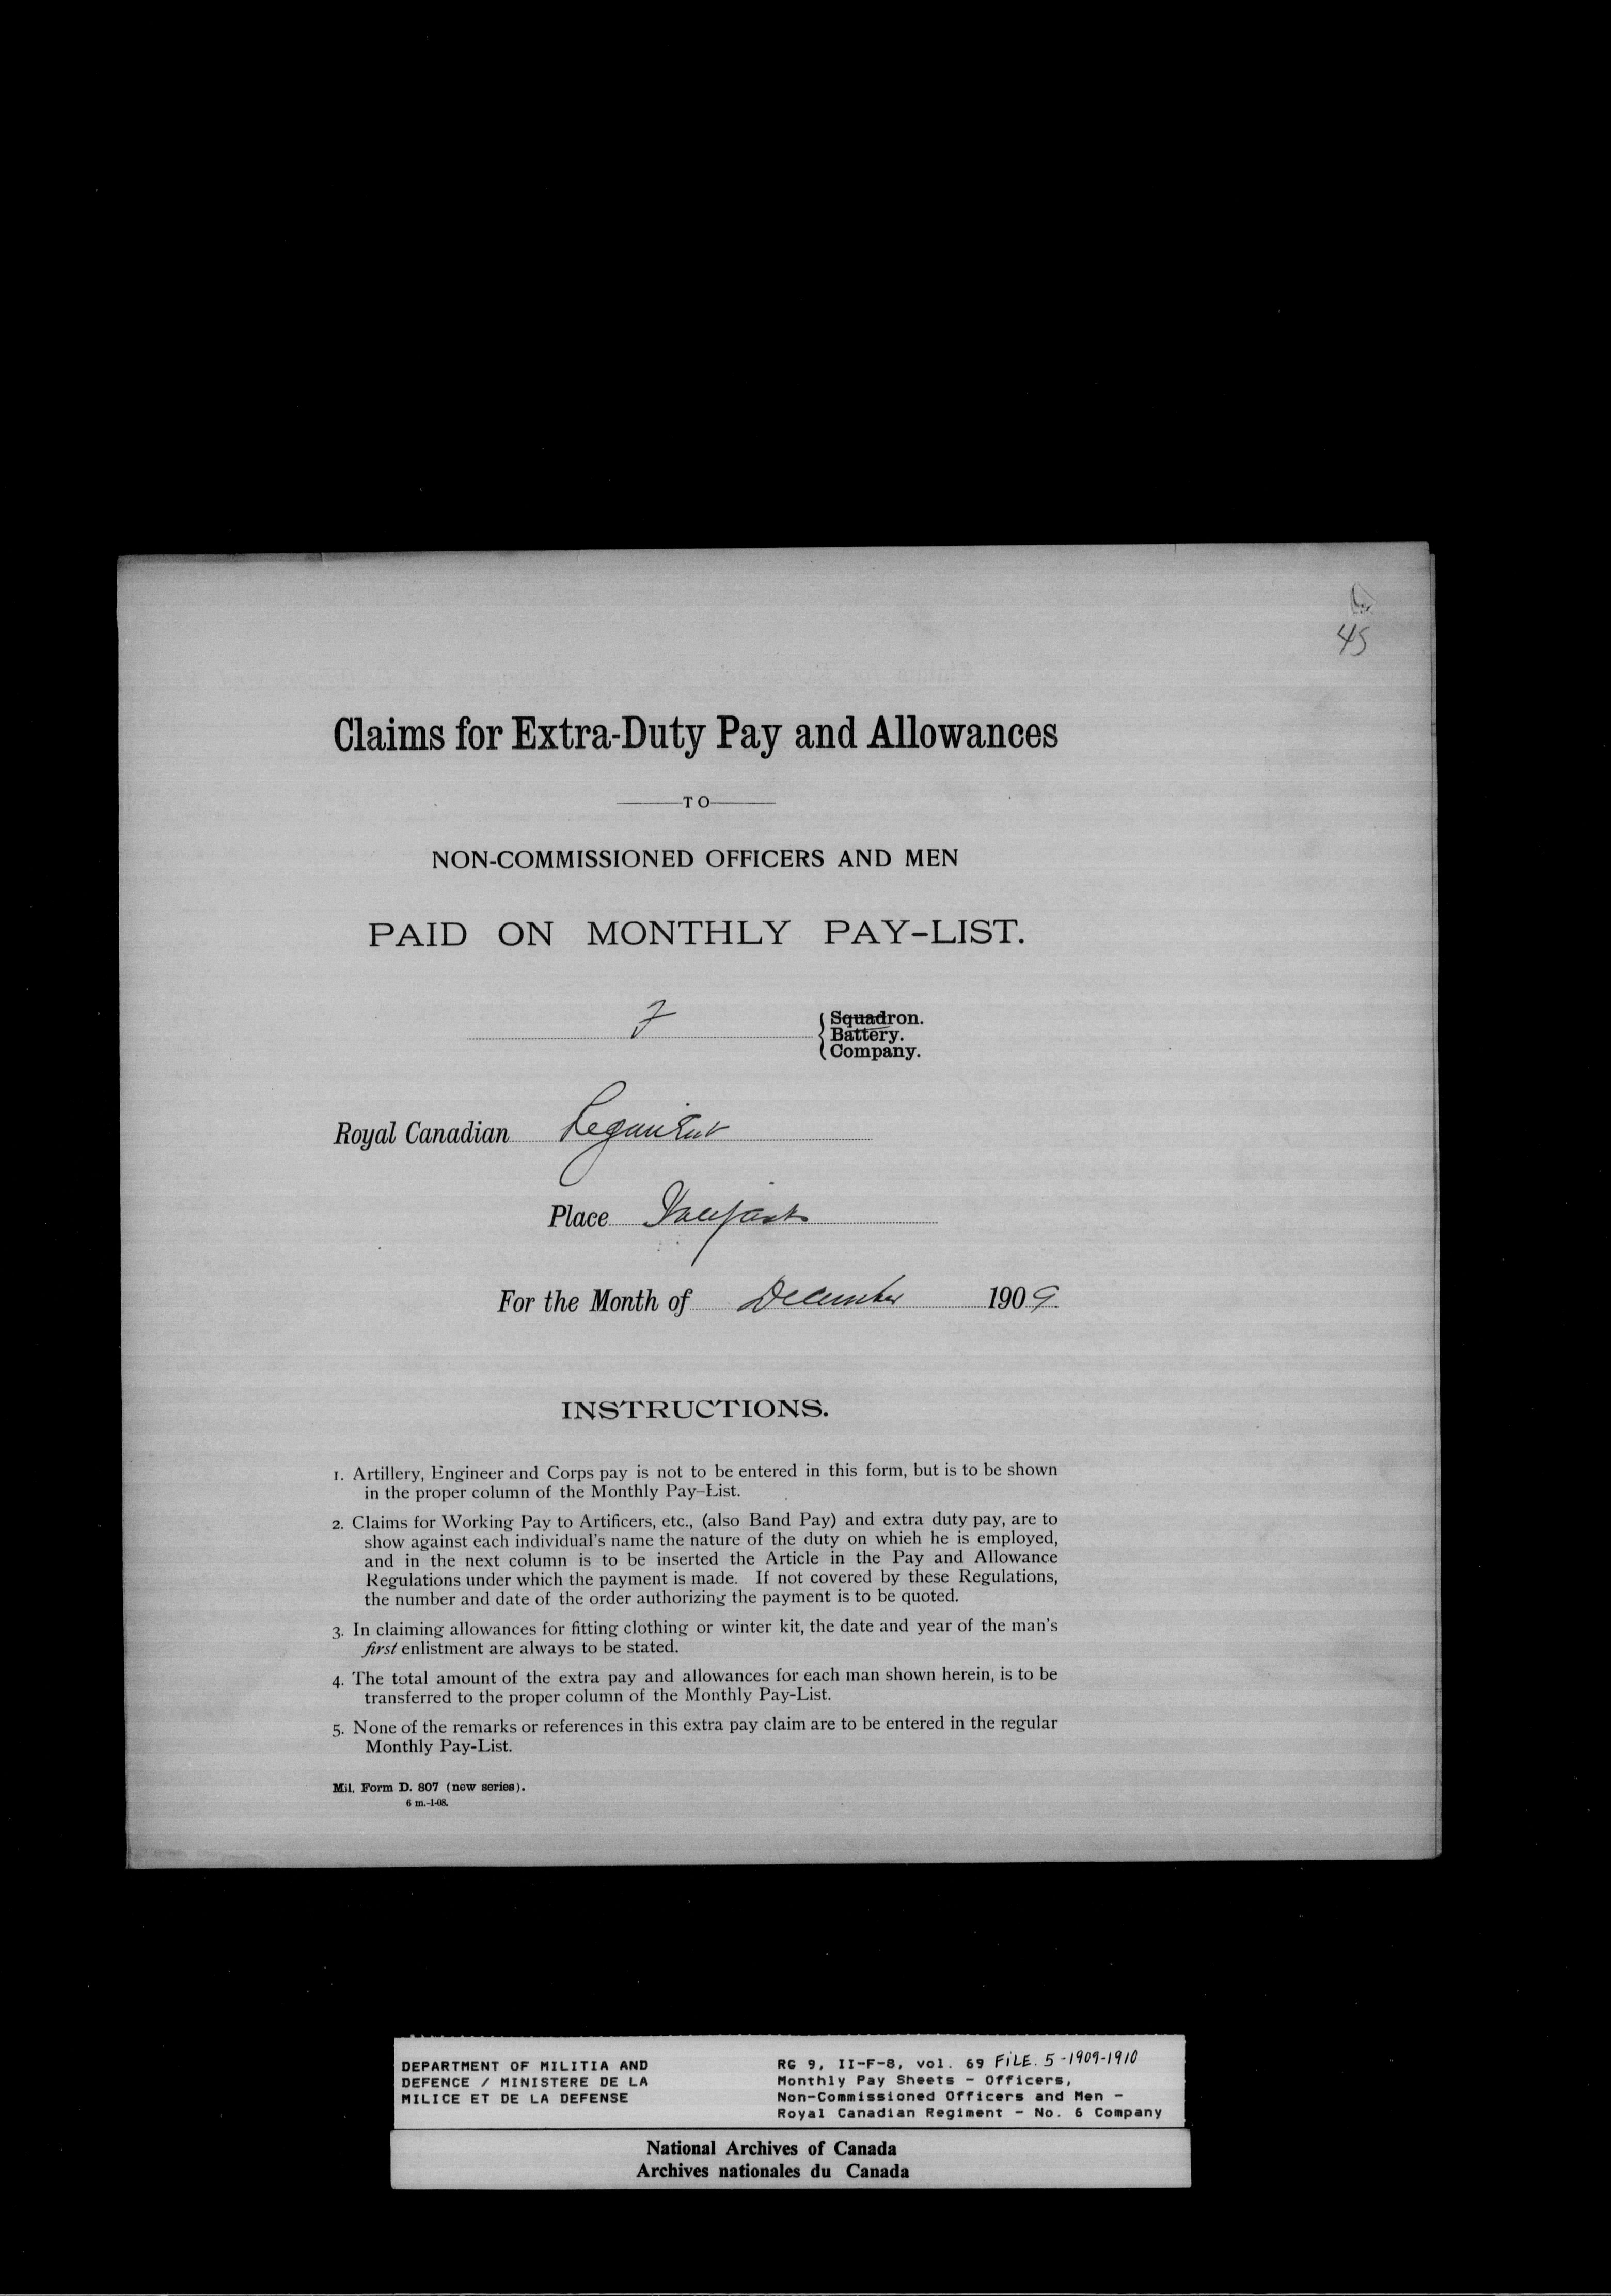 45
Claims for Extra-Duty Pay and Allowances
TO
NON-COMMISSIONED OFFICERS AND MEN
PAID ON MONTHLY PAY-LIST.
F
Squadron.
Battery.
Company.
Royal Canadian Regiment
Place Halifax
For the Month of December 1909
INSTRUCTIONS.
1. Artillery, Engineer and Corps pay is not to be entered in this form, but is to be shown
in the proper column of the Monthly Pay-List.
2. Claims for Working Pay to Artificers, etc., (also Band Pay) and extra duty pay, are to
show against each individual's name the nature of the duty on which he is employed,
and in the next column is to be inserted the Article in the Pay and Allowance
Regulations under which the payment is made. If not covered by these Regulations,
the number and date of the order authorizing the payment is to be quoted.
3. In claiming allowances for fitting clothing or winter kit, the date and year of the man's
first enlistment are always to be stated.
4. The total amount of the extra pay and allowances for each man shown herein, is to be
transferred to the proper column of the Monthly Pay-List.
5. None of the remarks or references in this extra pay claim are to be entered in the regular
Monthly Pay-List.
Mil. Form D. 807 (new series).
6 m.-1-08.
DEPARTMENT OF MILITIA AND
DEFENCE / MINISTERE DE LA
MILICE ET DE LA DEFENSE
RG 9, II-F-8, vol. 69 FILE. 5-1909-1910
Monthly Pay Sheets - Officers,
Non-Commissioned Officers and Men -
Royal Canadian Regiment - No. 6 Company
National Archives of Canada
Archives nationales du Canada